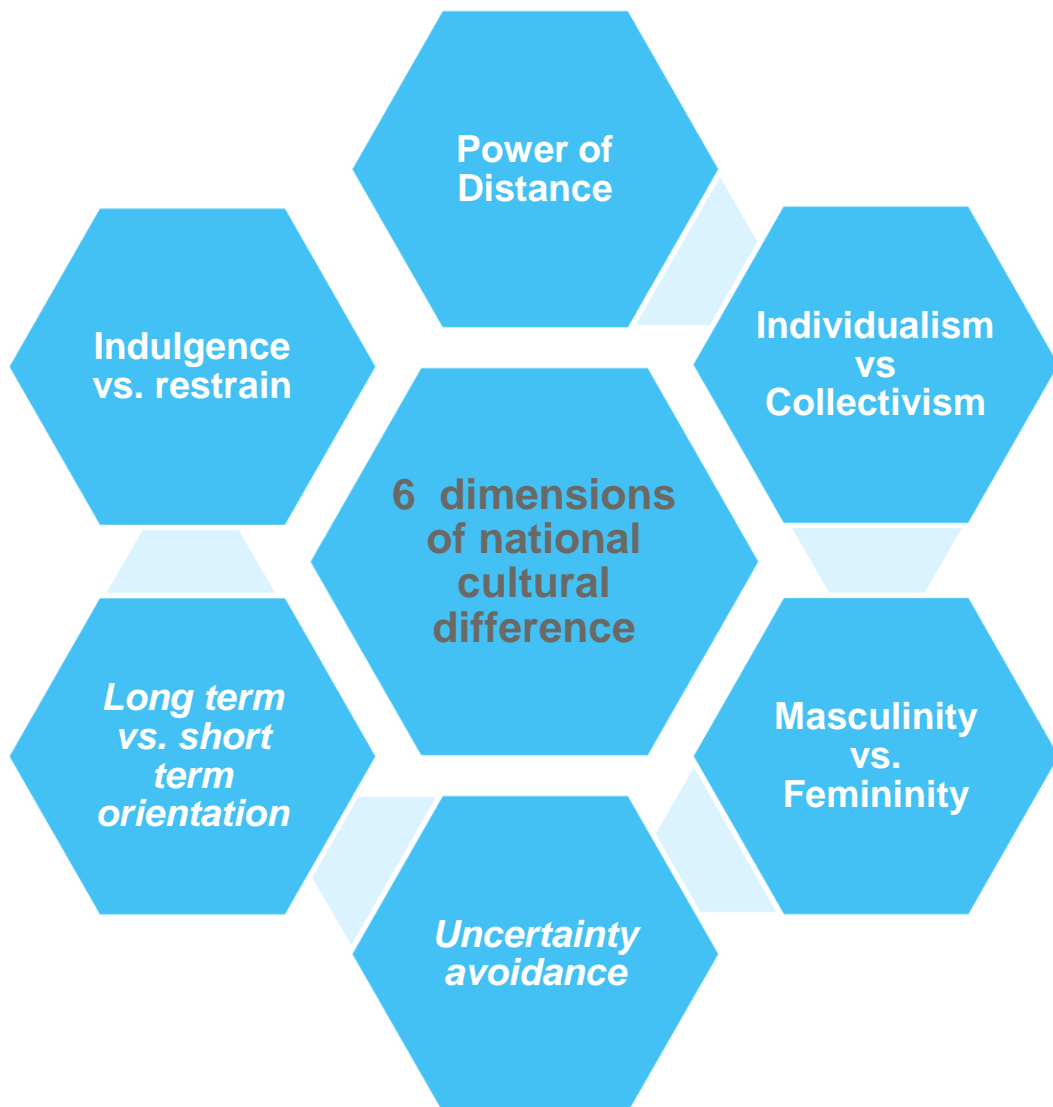 Power of
Distance
Individualism
vs
Collectivism
Masculinity
vs.
Femininity
Uncertainty
avoidance
Long term
vs. short
term
orientation
Indulgence
vs. restrain
6 dimensions
of national
cultural
difference